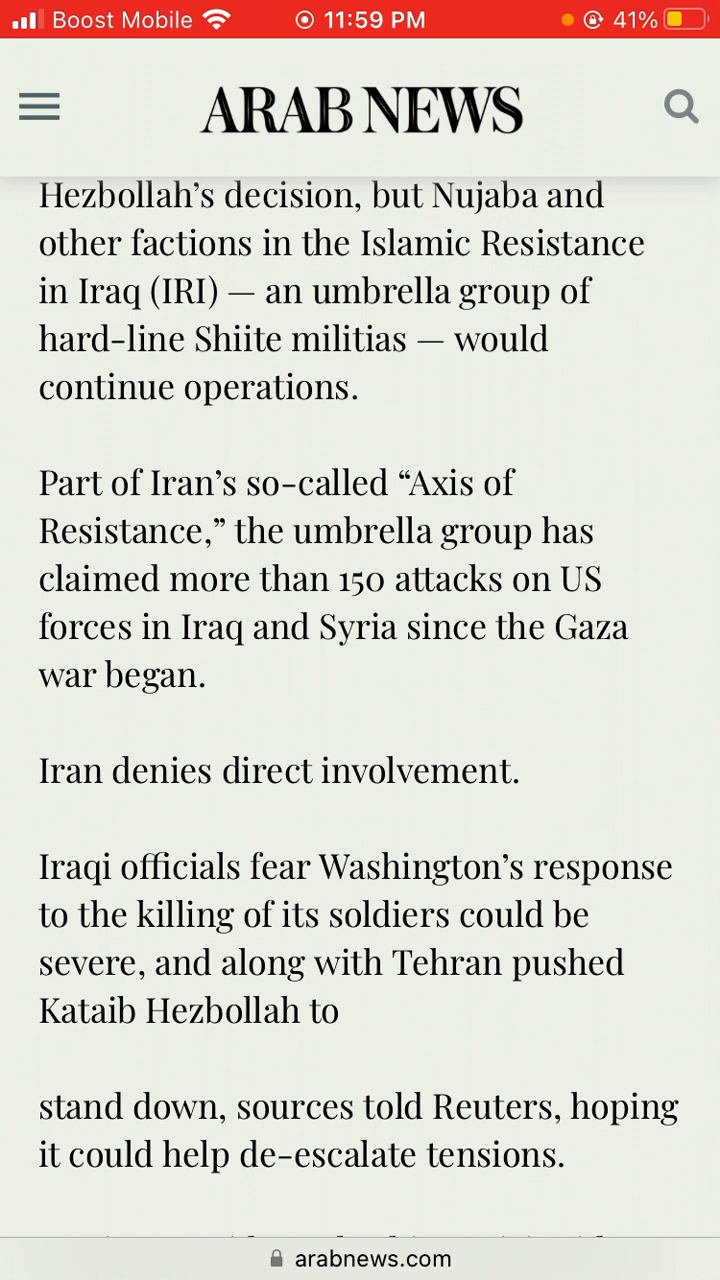 Boost Mobile 11:59 PM 41%
ARAB NEWS
Hezbollah’s decision, but Nujaba and
other factions in the Islamic Resistance
in Iraq (IRI) — an umbrella group of
hard-line Shiite militias — would
continue operations.
Part of Iran’s so-called “Axis of
Resistance,” the umbrella group has
claimed more than 150 attacks on US
forces in Iraq and Syria since the Gaza
war began.
Iran denies direct involvement.
Iraqi officials fear Washington’s response
to the killing of its soldiers could be
severe, and along with Tehran pushed
Kataib Hezbollah to
stand down, sources told Reuters, hoping
it could help de-escalate tensions.
arabnews.com